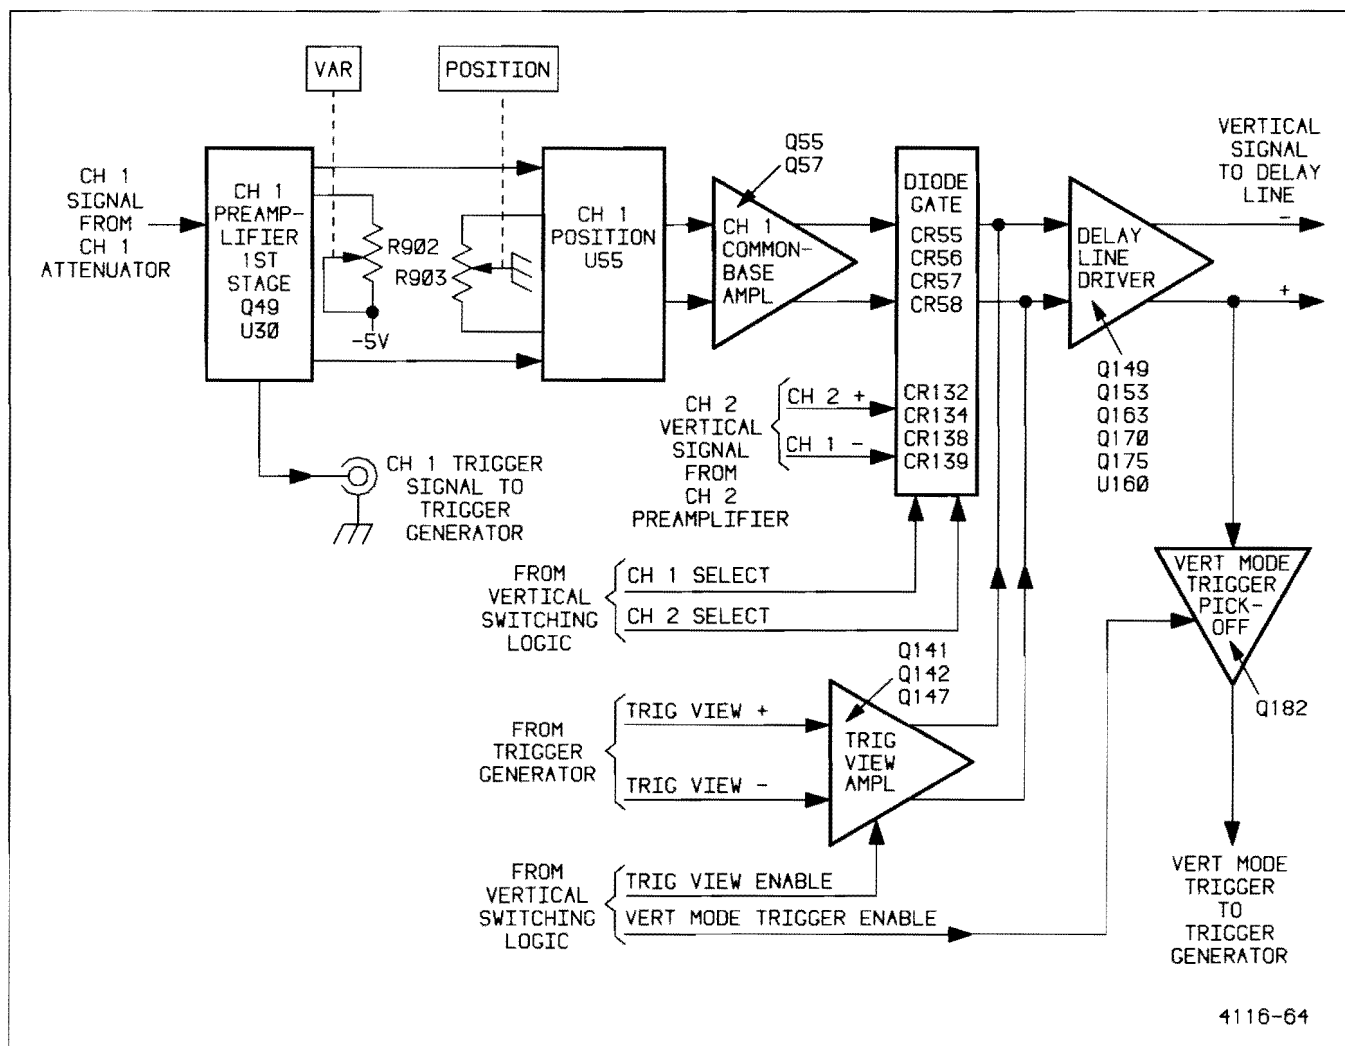 VAR
POSITION
CH 1
SIGNAL
FROM
CH 1
ATTENUATOR
CH 1
PREAMP-
LIFIER
1ST
STAGE
Q49
U30
R902
-5V
R903
CH 1
POSITION
U55
Q55
Q57
CH 1
COMMON-
BASE
AMPL
DIODE
GATE
CR55
CR56
CR57
CR58
CR132
CR134
CR138
CR139
DELAY
LINE
DRIVER
Q149
Q153
Q163
Q170
Q175
U160
VERTICAL
SIGNAL
TO DELAY
LINE
-
+
CH 2
VERTICAL
SIGNAL
FROM
CH 2
PREAMPLIFIER
CH 2 +
CH 1 -
CH 1 TRIGGER
SIGNAL TO
TRIGGER
GENERATOR
FROM
VERTICAL
SWITCHING
LOGIC
CH 1 SELECT
CH 2 SELECT
VERT MODE
TRIGGER
PICK-
OFF
Q182
Q141
Q142
Q147
FROM
TRIGGER
GENERATOR
TRIG VIEW +
TRIG VIEW -
TRIG
VIEW
AMPL
FROM
VERTICAL
SWITCHING
LOGIC
TRIG VIEW ENABLE
VERT MODE TRIGGER ENABLE
VERT MODE
TRIGGER
TO
TRIGGER
GENERATOR
4116-64